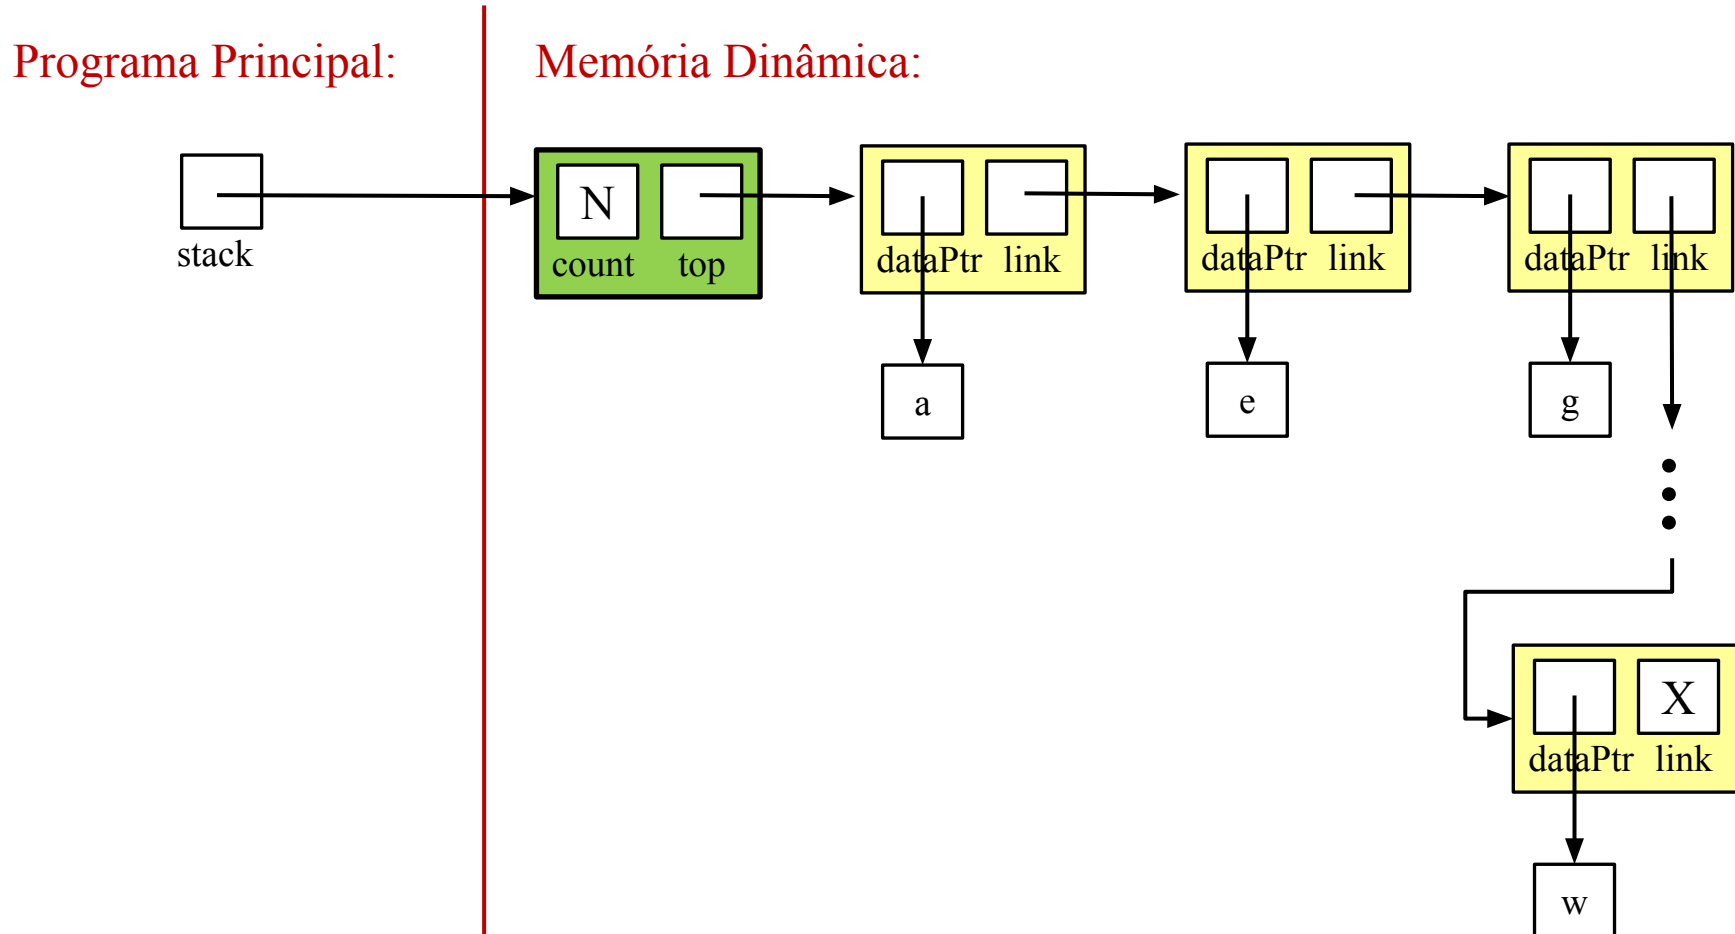 Programa Principal:
Memória Dinâmica:
stack
N
count top
dataPtr link
dataPtr link
dataPtr link
a
e
g
X
dataPtr link
w